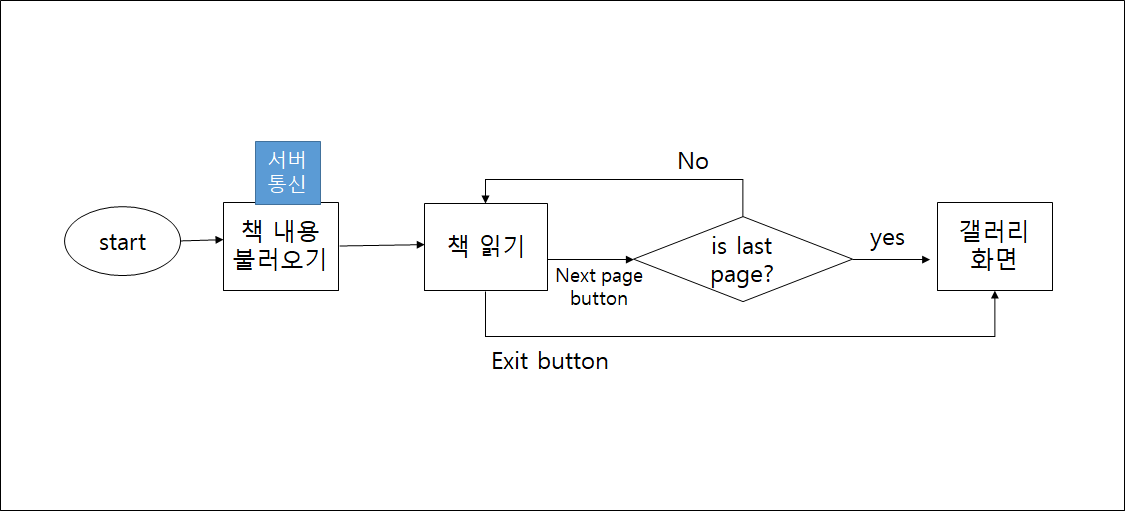 서버
통신
start
책 내용
불러오기
책 읽기
Next page
button
No
is last
page?
yes
갤러리
화면
Exit button